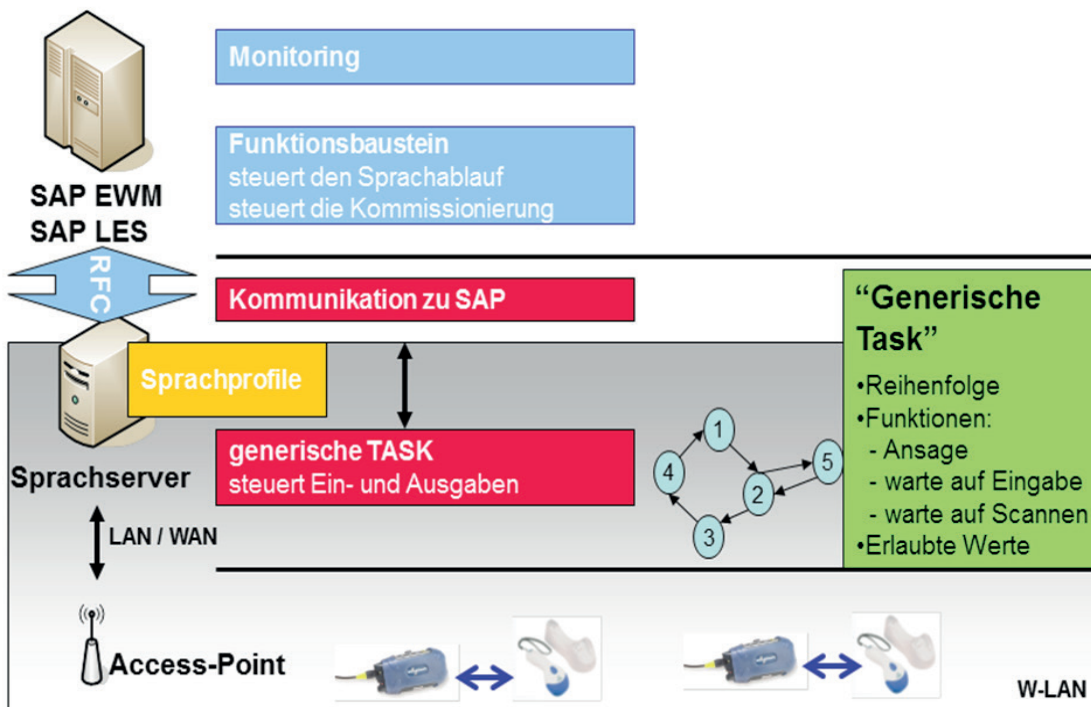 Monitoring
Funktionsbaustein
steuert den Sprachablauf
steuert die Kommissionierung
SAP EWM
SAP LES
RFC
Kommunikation zu SAP
Sprachprofile
generische TASK
steuert Ein- und Ausgaben
Sprachserver
LAN / WAN
1
5
4
2
3
“Generische
Task”
•Reihenfolge
•Funktionen:
- Ansage
- warte auf Eingabe
- warte auf Scannen
•Erlaubte Werte
Access-Point
W-LAN